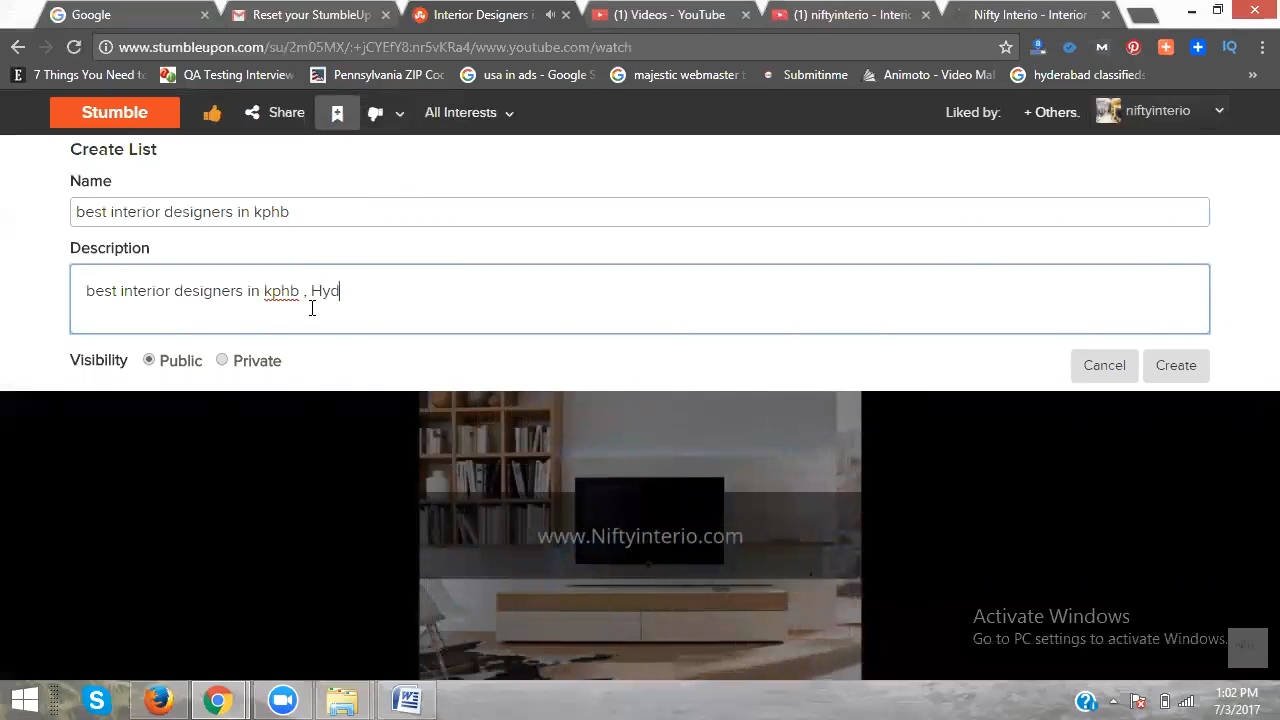 Google
Reset your StumbleUp
Interior Designers i
(1) Videos - YouTube
(1) niftyinterio - Interio
Nifty Interio - Interior
www.stumbleupon.com/su/2m05MX/:+jCYEfY8:nr5vKRa4/www.youtube.com/watch
7 Things You Need to
QA Testing Interview
Pennsylvania ZIP Coc
usa in ads - Google S
majestic webmaster t
Submitinme
Animoto - Video Mal
hyderabad classifieds
»
Stumble
Share
All Interests
Liked by:
+ Others.
niftyinterio
Create List
Name
best interior designers in kphb
Description
best interior designers in kphb , Hyd
Visibility
Public
Private
Cancel
Create
www.Niftyinterio.com
Activate Windows
Go to PC settings to activate Windows.
1:02 PM
7/3/2017